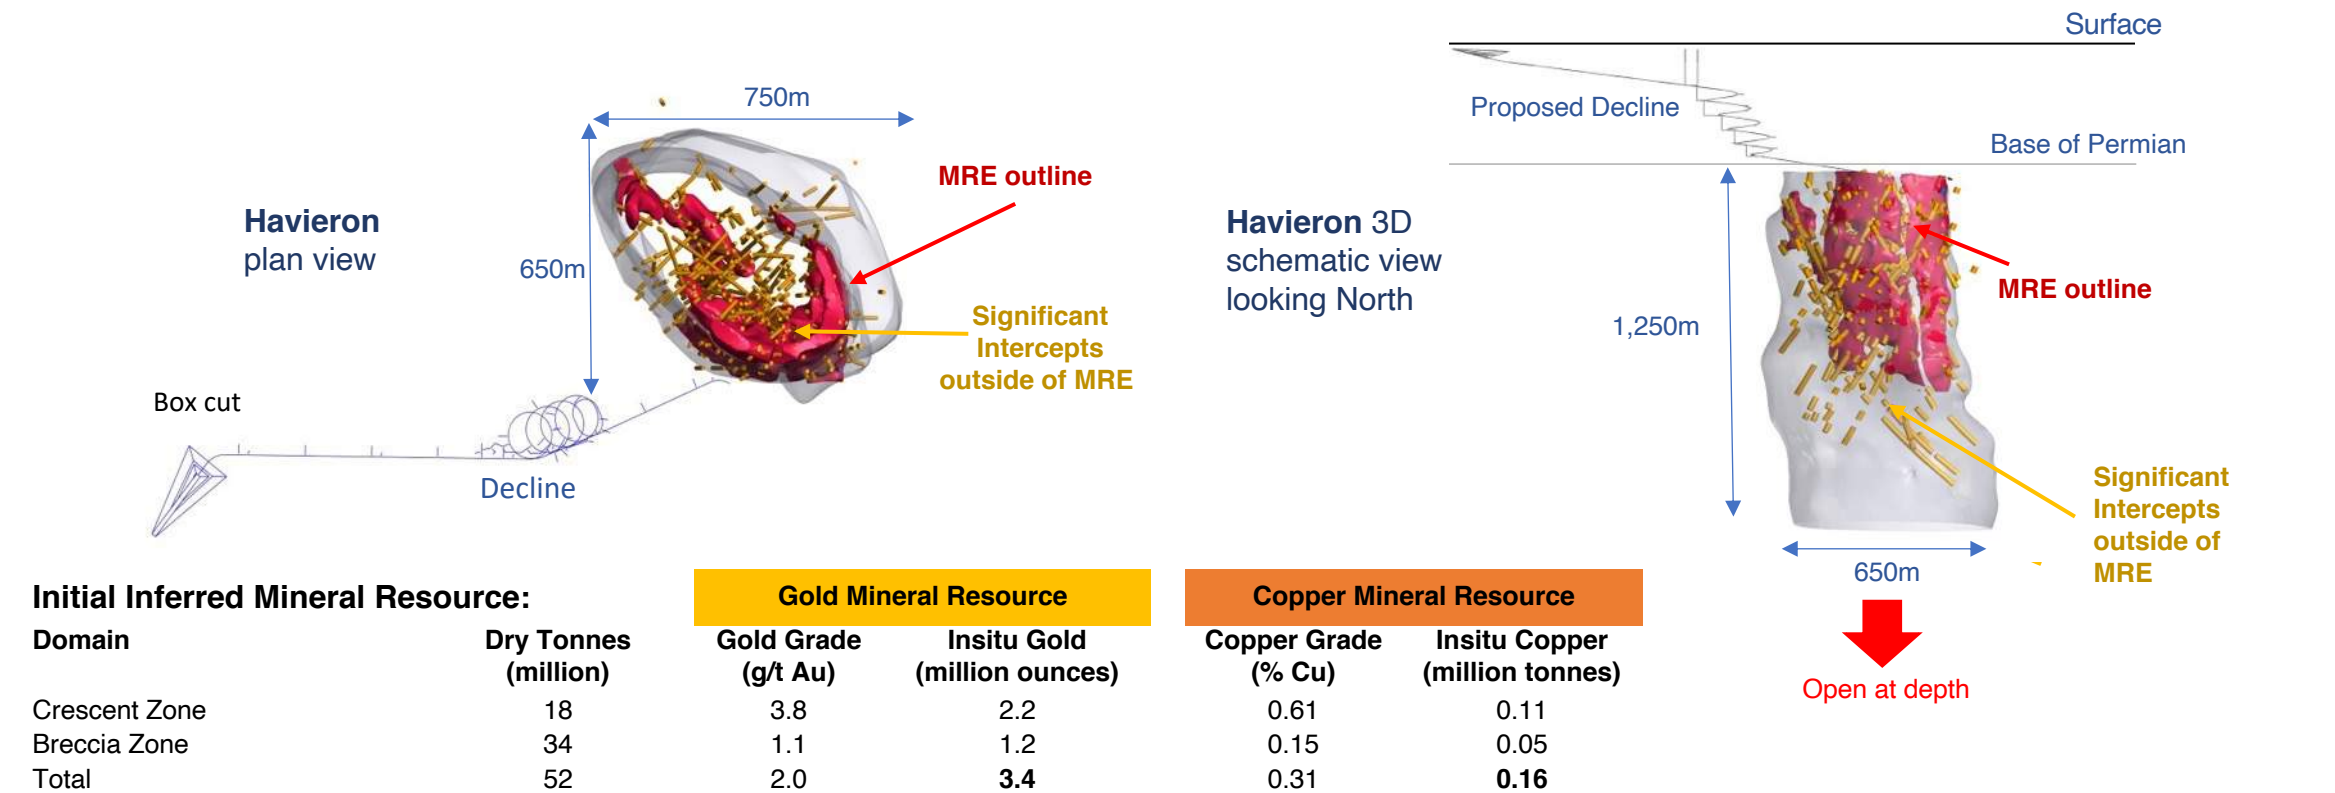 Surface
750m
Proposed Decline
Base of Permian
MRE outline
Havieron
plan view
650m
Havieron 3D
schematic view
looking North
MRE outline
1,250m
Significant
Intercepts
outside of MRE
Box cut
Decline
Significant
Intercepts
outside of
MRE
650m
Open at depth
Initial Inferred Mineral Resource:
Gold Mineral Resource
Copper Mineral Resource
Domain Dry Tonnes Gold Grade Insitu Gold Copper Grade Insitu Copper
(million) (g/t Au) (million ounces) (% Cu) (million tonnes)
Crescent Zone 18 3.8 2.2 0.61 0.11
Breccia Zone 34 1.1 1.2 0.15 0.05
Total 52 2.0 3.4 0.31 0.16